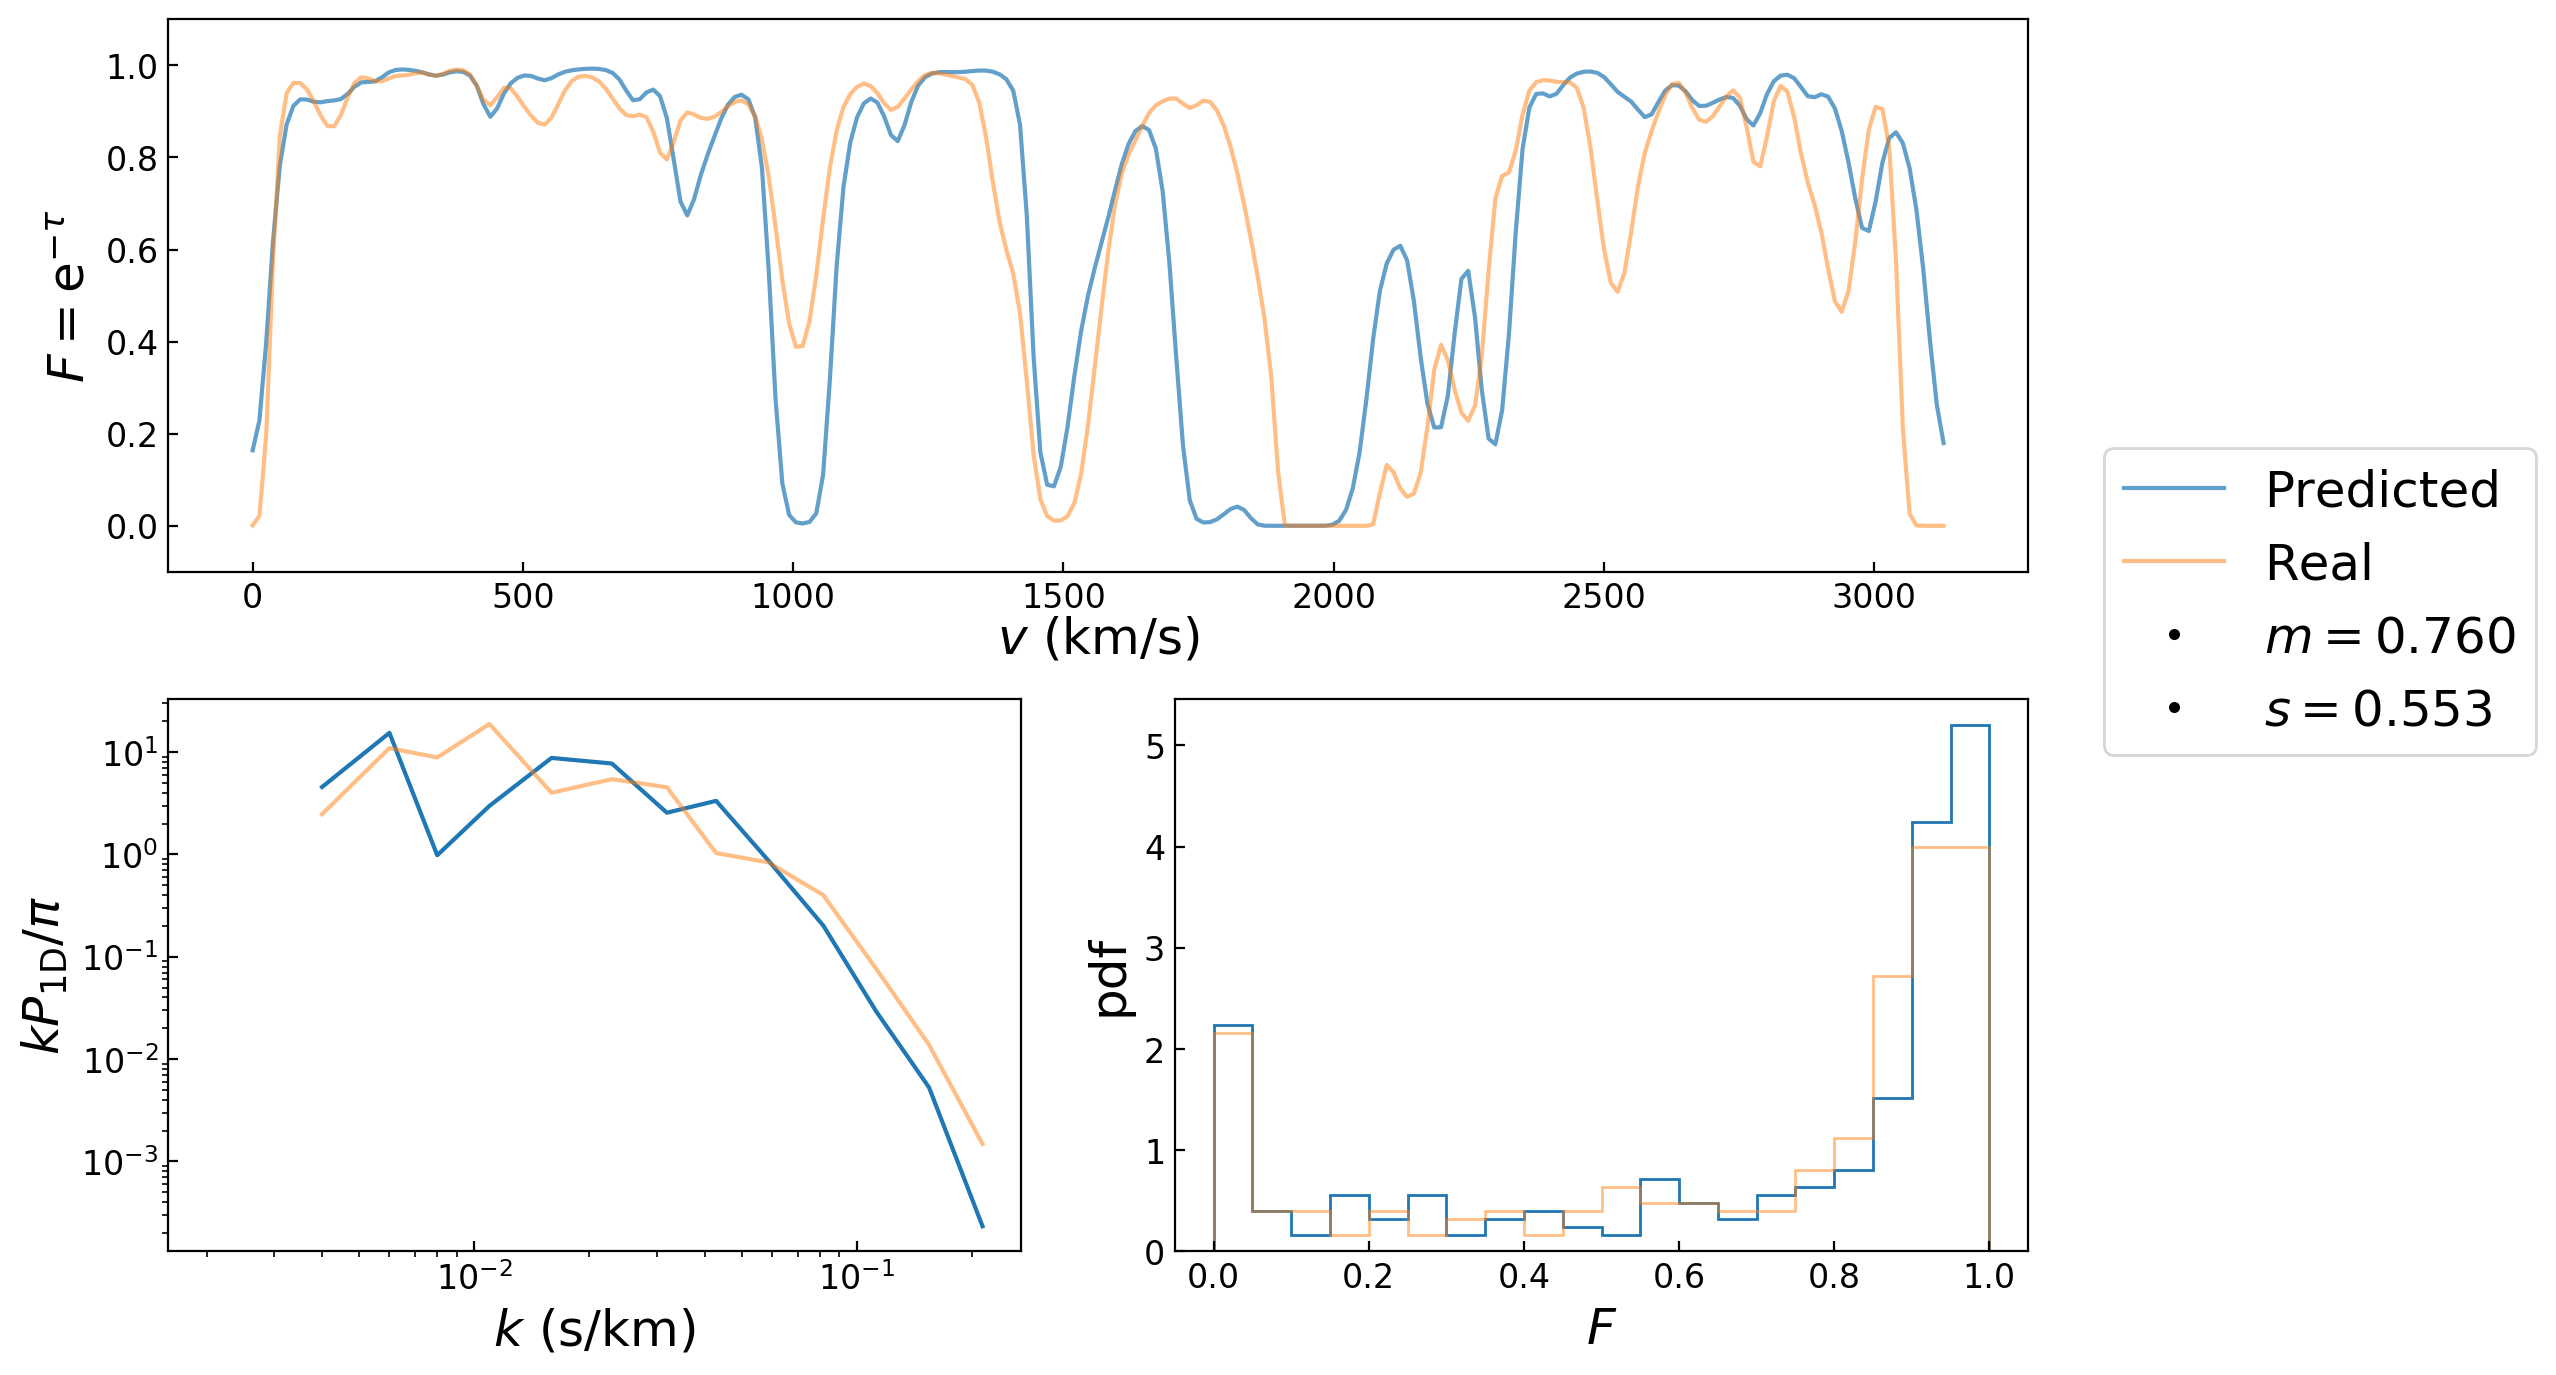 1.0
0.8
0.6
0.4
0.2
0.0
F = e^{−τ}
0 500 1000 1500 2000 2500 3000
v (km/s)
Predicted
Real
m = 0.760
s = 0.553
10^1
10^0
10^{−1}
10^{−2}
10^{−3}
kP_{1D}/π
10^{−2} 10^{−1}
k (s/km)
5
4
3
2
1
0
pdf
0.0 0.2 0.4 0.6 0.8 1.0
F